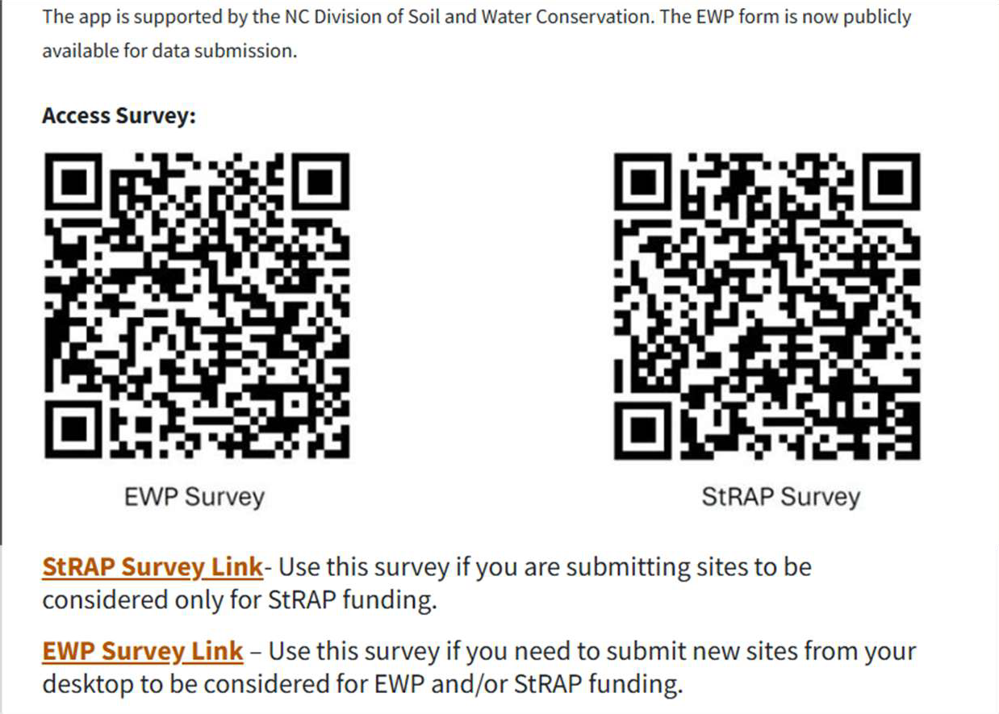 The app is supported by the NC Division of Soil and Water Conservation. The EWP form is now publicly
available for data submission.
Access Survey:
EWP Survey
StRAP Survey
StRAP Survey Link- Use this survey if you are submitting sites to be
considered only for StRAP funding.
EWP Survey Link – Use this survey if you need to submit new sites from your
desktop to be considered for EWP and/or StRAP funding.